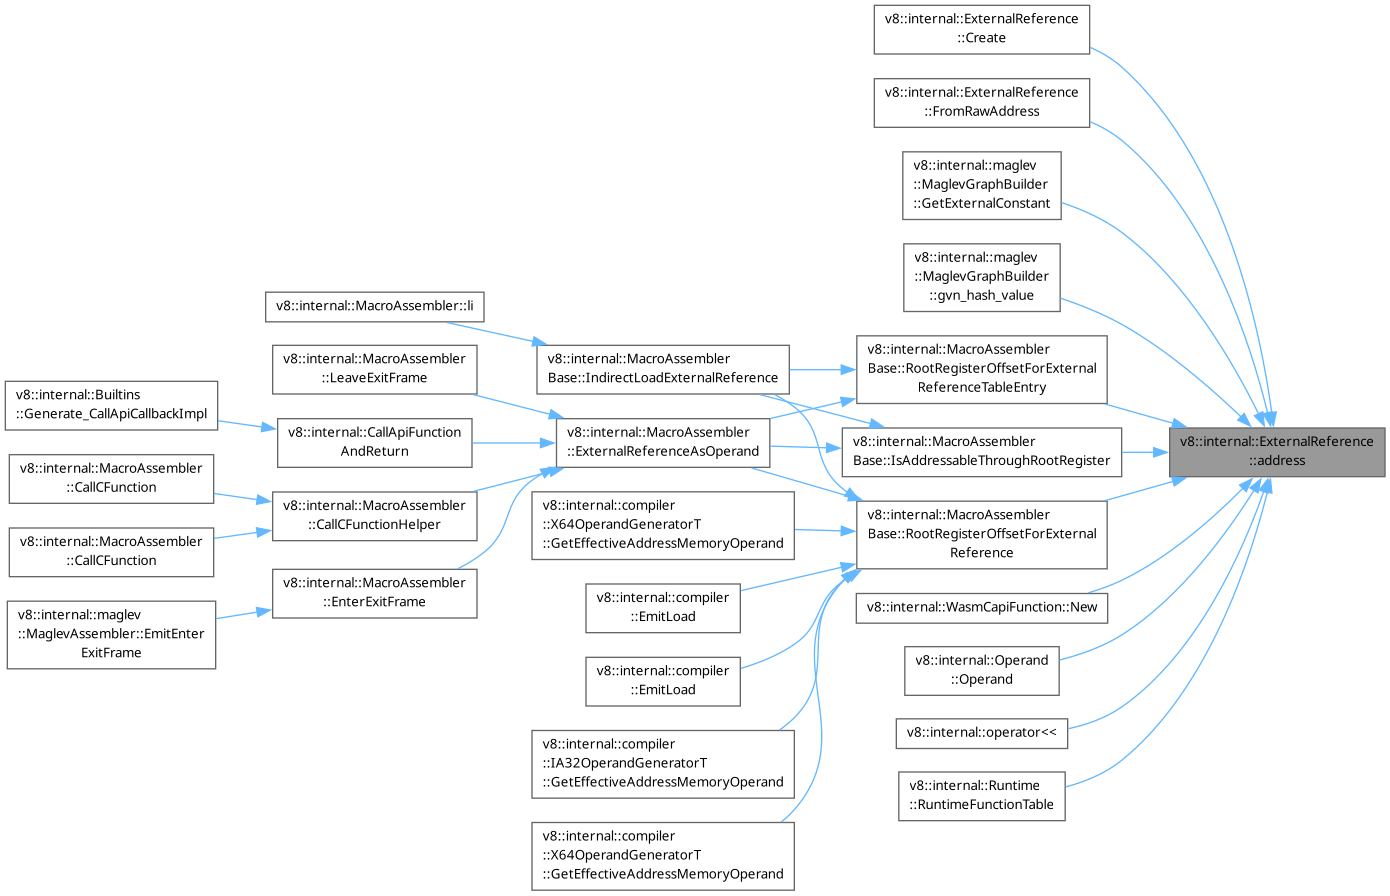 v8::internal::ExternalReference
::Create
v8::internal::ExternalReference
::FromRawAddress
v8::internal::maglev
::MaglevGraphBuilder
::GetExternalConstant
v8::internal::maglev
::MaglevGraphBuilder
::gvn_hash_value
v8::internal::MacroAssembler::li
v8::internal::MacroAssembler
::LeaveExitFrame
v8::internal::MacroAssembler
Base::IndirectLoadExternalReference
v8::internal::MacroAssembler
Base::RootRegisterOffsetForExternal
ReferenceTableEntry
v8::internal::Builtins
::Generate_CallApiCallbackImpl
v8::internal::CallApiFunction
AndReturn
v8::internal::MacroAssembler
::ExternalReferenceAsOperand
v8::internal::MacroAssembler
Base::IsAddressableThroughRootRegister
v8::internal::ExternalReference
::address
v8::internal::MacroAssembler
::CallCFunction
v8::internal::MacroAssembler
::CallCFunctionHelper
v8::internal::compiler
::X64OperandGeneratorT
::GetEffectiveAddressMemoryOperand
v8::internal::MacroAssembler
Base::RootRegisterOffsetForExternal
Reference
v8::internal::MacroAssembler
::CallCFunction
v8::internal::MacroAssembler
::EnterExitFrame
v8::internal::compiler
::EmitLoad
v8::internal::WasmCapiFunction::New
v8::internal::maglev
::MaglevAssembler::EmitEnter
ExitFrame
v8::internal::compiler
::EmitLoad
v8::internal::Operand
::Operand
v8::internal::operator<<
v8::internal::compiler
::IA32OperandGeneratorT
::GetEffectiveAddressMemoryOperand
v8::internal::Runtime
::RuntimeFunctionTable
v8::internal::compiler
::X64OperandGeneratorT
::GetEffectiveAddressMemoryOperand